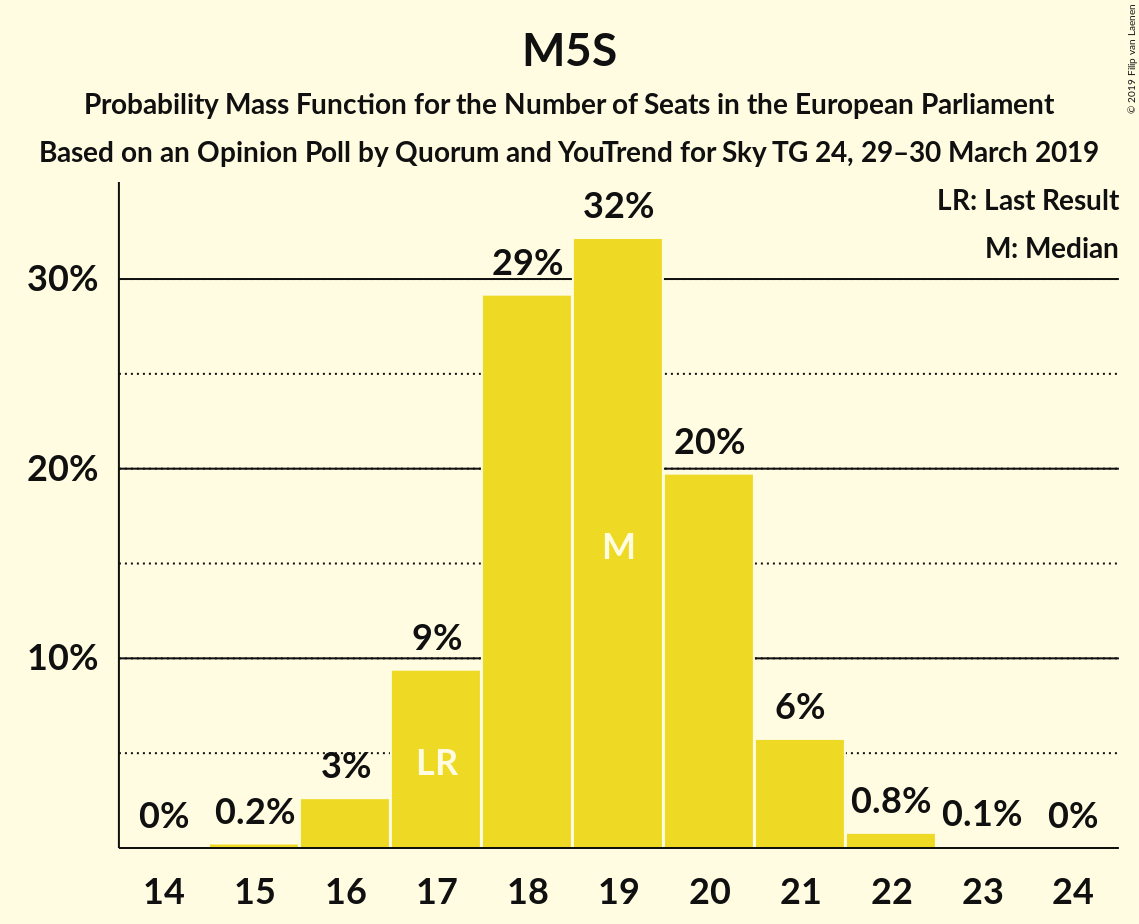 M5S
Probability Mass Function for the Number of Seats in the European Parliament
Based on an Opinion Poll by Quorum and YouTrend for Sky TG 24, 29–30 March 2019
© 2019 Filip van Laenen
LR: Last Result
M: Median
30%
20%
10%
0%
0.2%
3%
9%
29%
32%
20%
6%
0.8%
0.1%
0%
LR
M
14 15 16 17 18 19 20 21 22 23 24